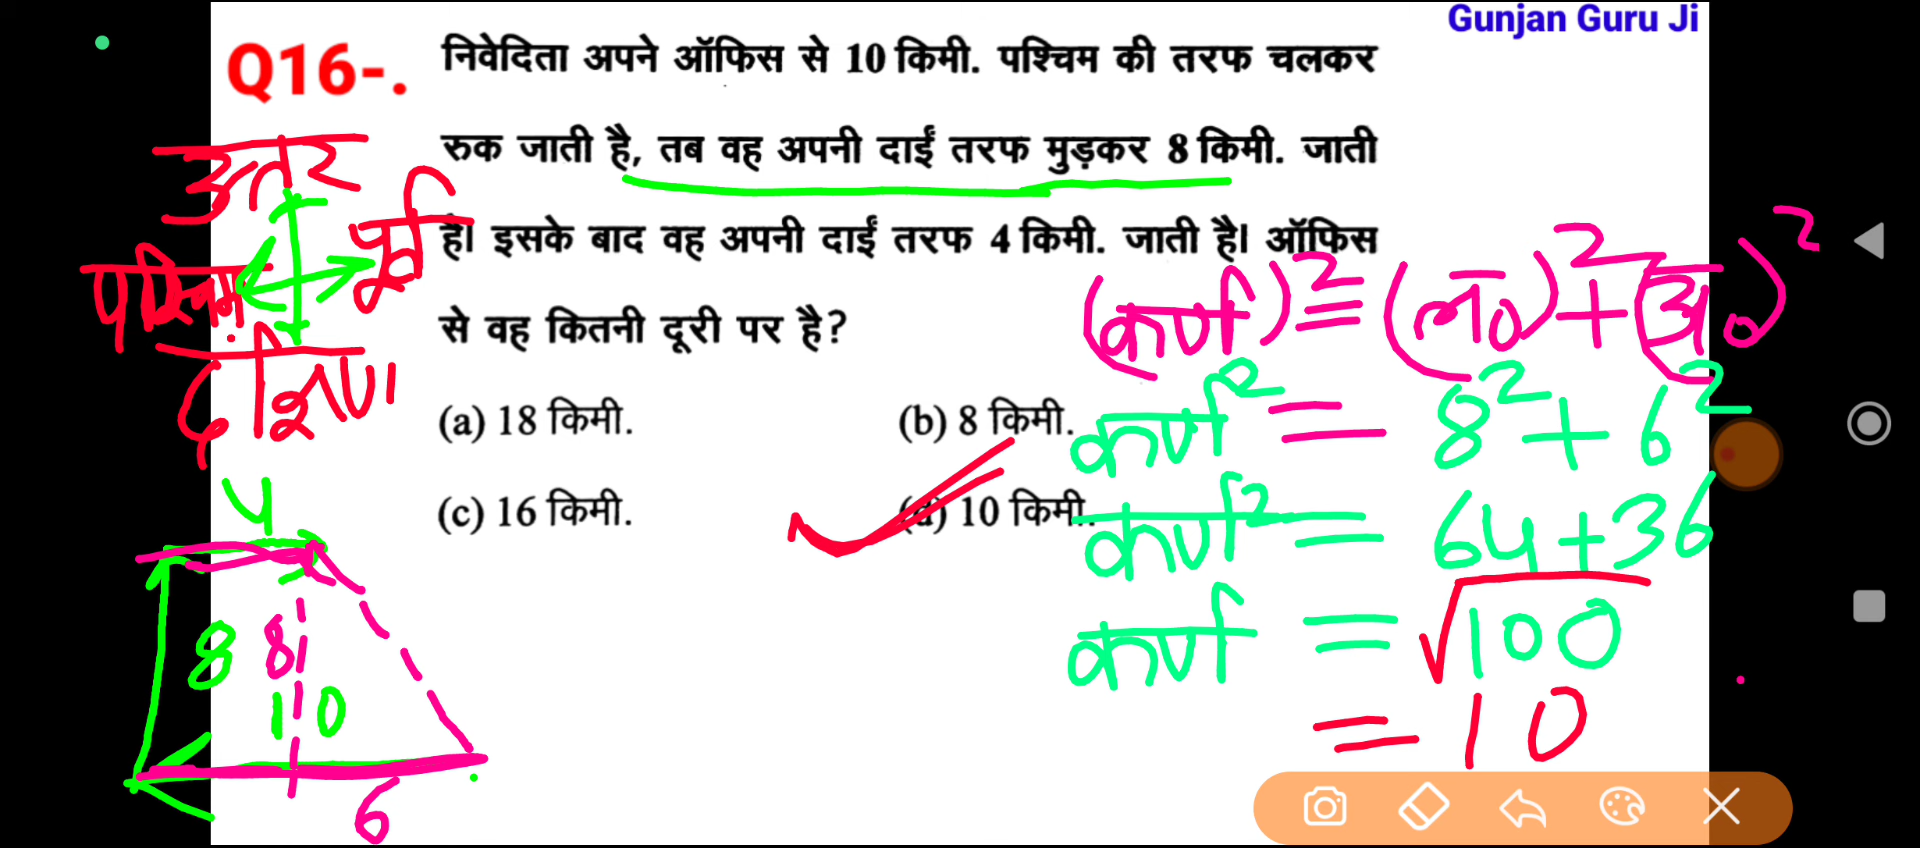 Gunjan Guru Ji
Q16-. निवेदिता अपने ऑफिस से 10 किमी. पश्चिम की तरफ चलकर
रुक जाती है, तब वह अपनी दाईं तरफ मुड़कर 8 किमी. जाती
है। इसके बाद वह अपनी दाईं तरफ 4 किमी. जाती है। ऑफिस
से वह कितनी दूरी पर है?
(a) 18 किमी.
(b) 8 किमी.
(c) 16 किमी.
(d) 10 किमी.
उत्तर
पूर्व
पश्चिम
दक्षिण
4
8 8
10
6
(कर्ण)² = (ल०)² + (आ०)²
कर्ण² = 8² + 6²
कर्ण² = 64 + 36
कर्ण = √100
= 10